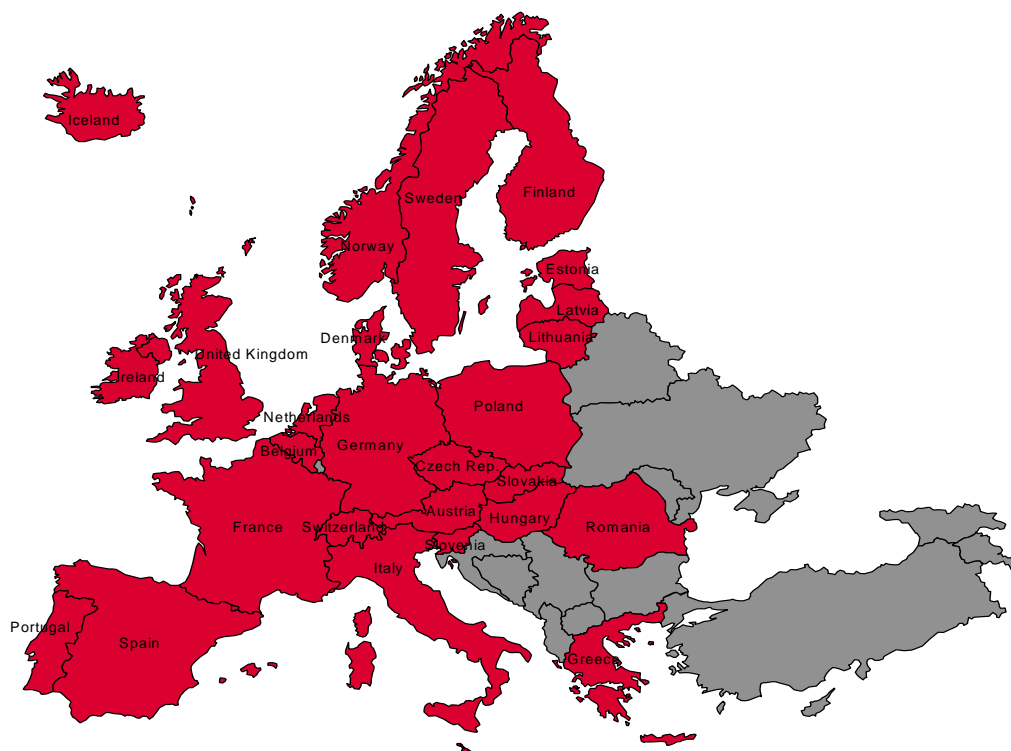 Iceland
Sweden
Finland
Norway
Estonia
Latvia
Denmark
Lithuania
United Kingdom
Ireland
Poland
Netherlands
Germany
Belgium
Czech Rep.
Slovakia
Austria
Hungary
France
Switzerland
Romania
Slovenia
Italy
Portugal
Spain
Greece